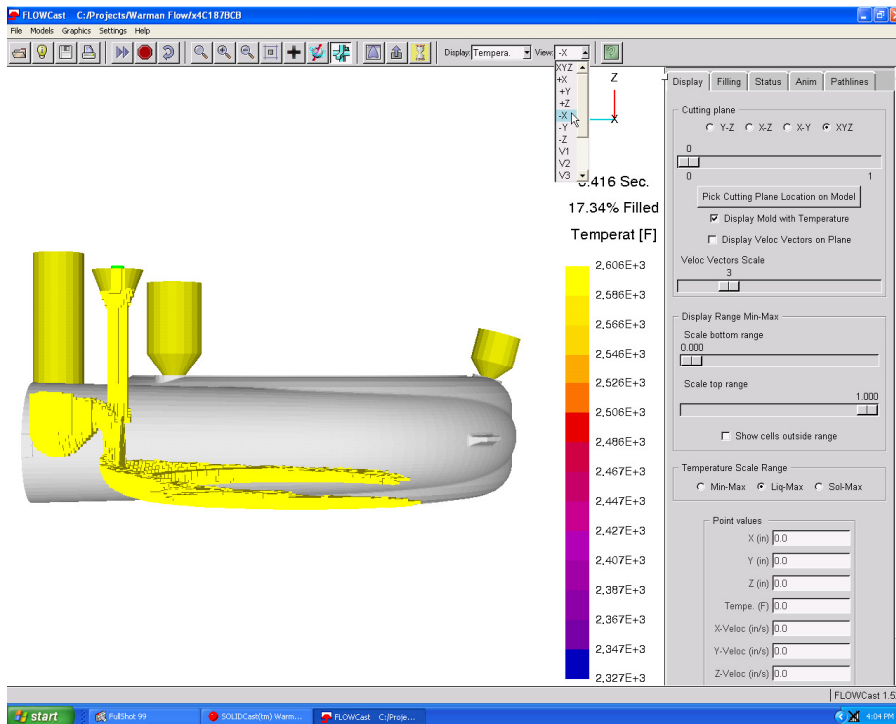 FLOWCast C:/Projects/Warman Flow/x4C187BCB
File Models Graphics Settings Help
Display: Tempera. View: -X
XYZ
+X
+Y
+Z
-X
-Y
-Z
V1
V2
V3
Z
X
.416 Sec.
17.34% Filled
Temperat [F]
2,606E+3
2,586E+3
2,566E+3
2,546E+3
2,526E+3
2,506E+3
2,486E+3
2,467E+3
2,447E+3
2,427E+3
2,407E+3
2,387E+3
2,367E+3
2,347E+3
2,327E+3
Display Filling Status Anim Pathlines
Cutting plane
Y-Z X-Z X-Y XYZ
0
0 1
Pick Cutting Plane Location on Model
Display Mold with Temperature
Display Veloc Vectors on Plane
Veloc Vectors Scale
3
Display Range Min-Max
Scale bottom range
0.000
Scale top range
1.000
Show cells outside range
Temperature Scale Range
Min-Max Liq-Max Sol-Max
Point values
X (in) 0.0
Y (in) 0.0
Z (in) 0.0
Tempe. (F) 0.0
X-Veloc (in/s) 0.0
Y-Veloc (in/s) 0.0
Z-Veloc (in/s) 0.0
FLOWCast 1.5
start FullShot 99 SOLIDCast(tm) Warm... FLOWCast C:/Proje... 4:04 PM